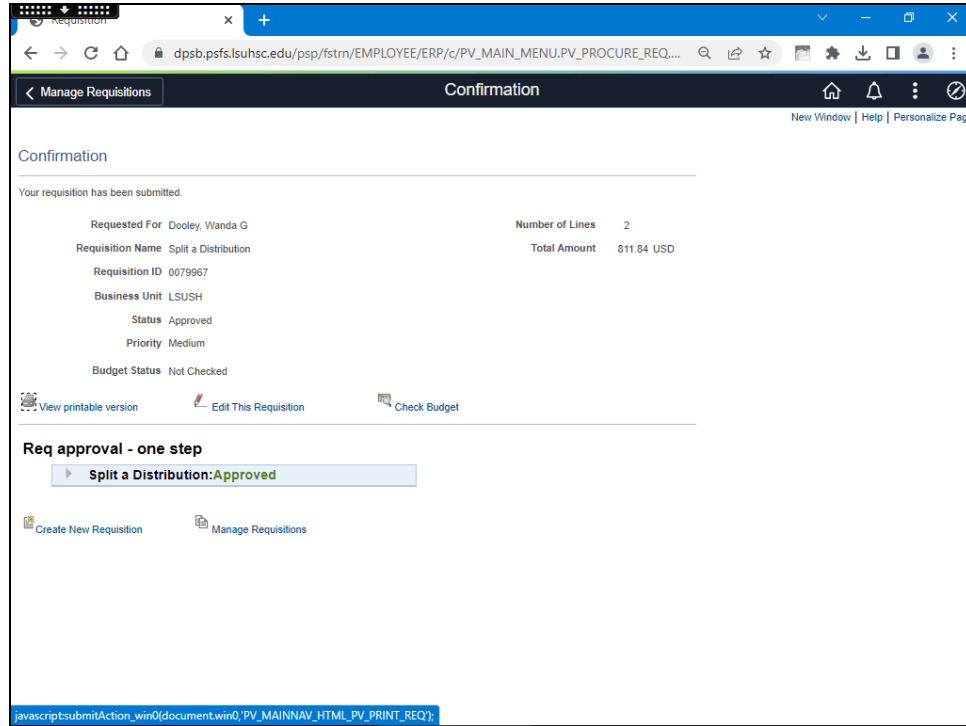 Requisition
dpsb.psfs.lsuhsc.edu/psp/fstrn/EMPLOYEE/ERP/c/PV_MAIN_MENU.PV_PROCURE_REQ....
Manage Requisitions Confirmation
New Window | Help | Personalize Pag
Confirmation
Your requisition has been submitted.
Requested For Dooley, Wanda G Number of Lines 2
Requisition Name Split a Distribution Total Amount 811.84 USD
Requisition ID 0079967
Business Unit LSUSH
Status Approved
Priority Medium
Budget Status Not Checked
View printable version Edit This Requisition Check Budget
Req approval - one step
Split a Distribution:Approved
Create New Requisition Manage Requisitions
javascript:submitAction_win0(document.win0,'PV_MAINNAV_HTML_PV_PRINT_REQ');